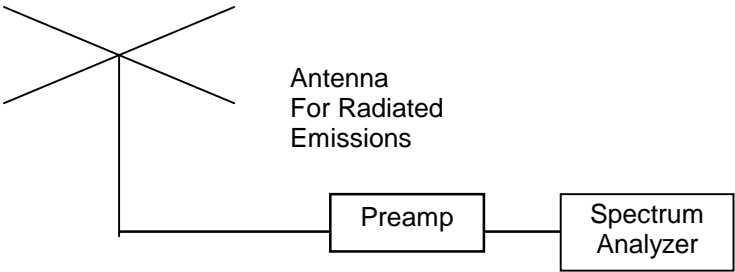 Antenna
For Radiated
Emissions
Preamp
Spectrum
Analyzer